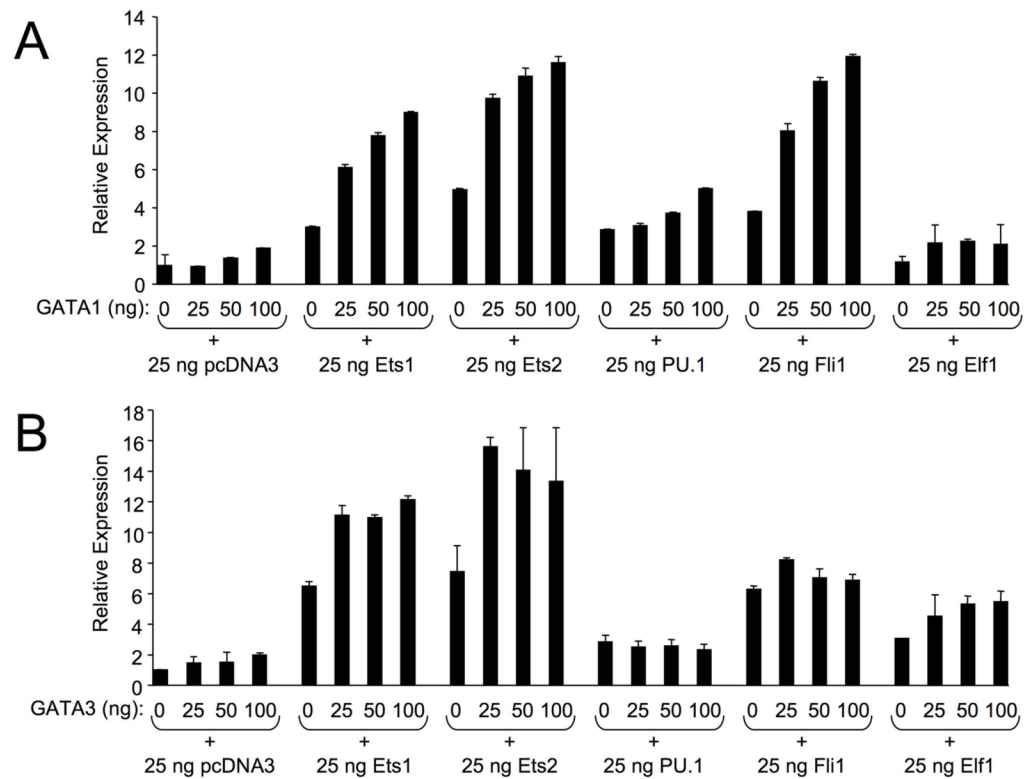 A
Relative Expression
14
12
10
8
6
4
2
0
GATA1 (ng): 0 25 50 100 0 25 50 100 0 25 50 100 0 25 50 100 0 25 50 100 0 25 50 100
+ + + + + +
25 ng pcDNA3 25 ng Ets1 25 ng Ets2 25 ng PU.1 25 ng Fli1 25 ng Elf1
B
Relative Expression
18
16
14
12
10
8
6
4
2
0
GATA3 (ng): 0 25 50 100 0 25 50 100 0 25 50 100 0 25 50 100 0 25 50 100 0 25 50 100
+ + + + + +
25 ng pcDNA3 25 ng Ets1 25 ng Ets2 25 ng PU.1 25 ng Fli1 25 ng Elf1